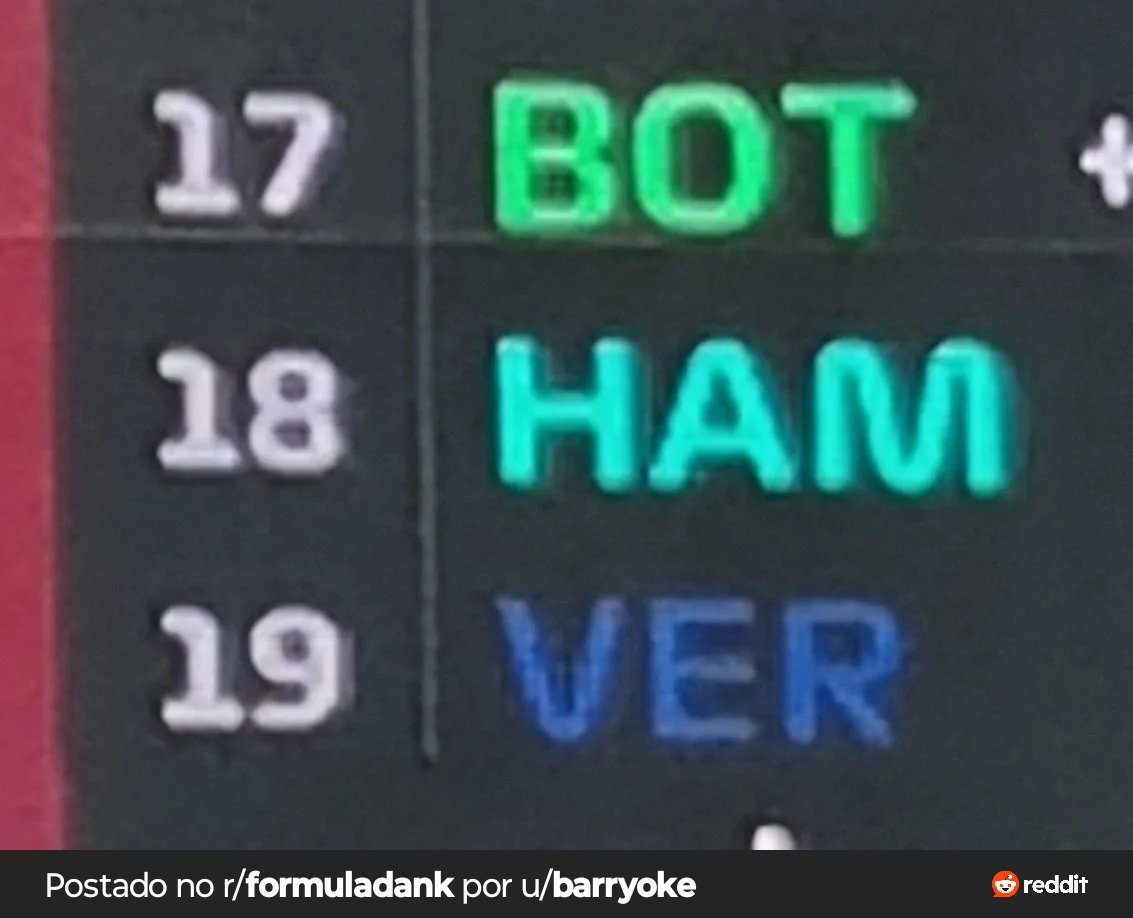 17 BOT +
18 HAM
19 VER
Postado no r/formuladank por u/barryoke
reddit